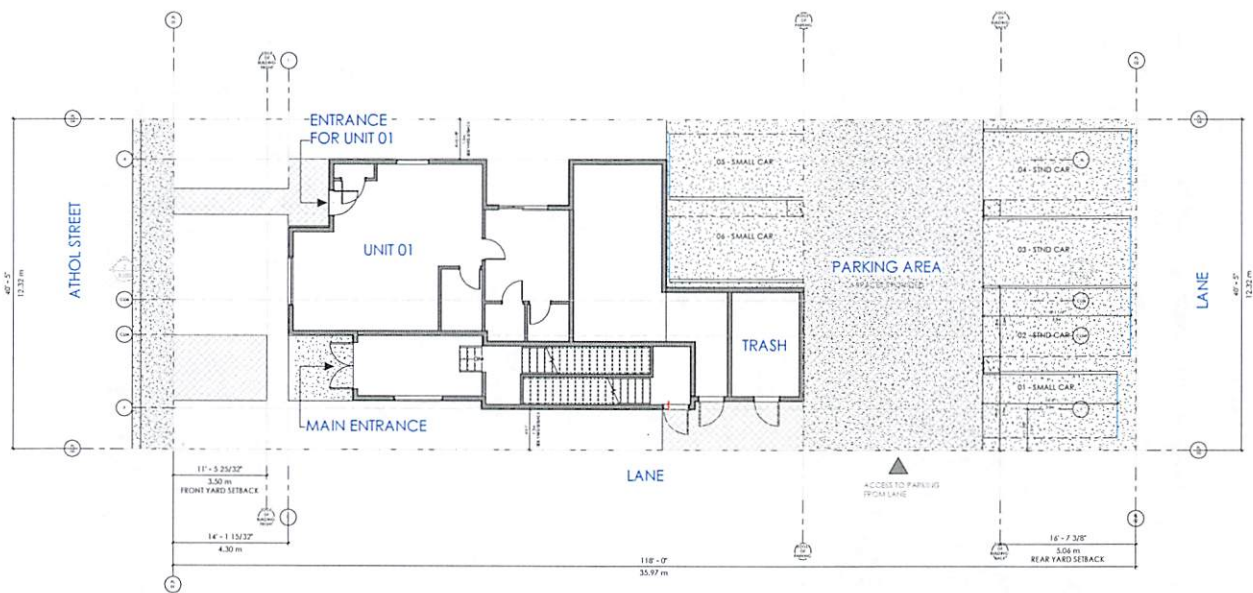 ENTRANCE
FOR UNIT 01
05 - SMALL CAR
04 - STND CAR
ATHOL STREET
40' - 5"
12.32 m
UNIT 01
06 - SMALL CAR
PARKING AREA
03 - STND CAR
LANE
40' - 5"
12.32 m
TRASH
02 - STND CAR
01 - SMALL CAR
MAIN ENTRANCE
LANE
ACCESS TO PARKING
FROM LANE
11' - 5 25/32"
3.50 m
FRONT YARD SETBACK
14' - 1 15/32"
4.30 m
16' - 7 3/8"
5.06 m
REAR YARD SETBACK
118' - 0"
35.97 m